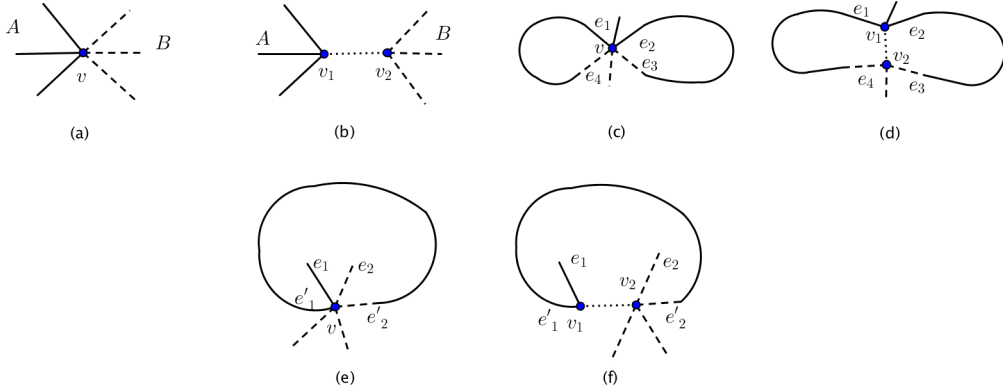 A B v
(a)
A B v₁ v₂
(b)
e₁ v e₂ e₃ e₄
(c)
e₁ v₁ e₂ v₂ e₄ e₃
(d)
e₁ e₂ e'₁ e'₂ v
(e)
e₁ e₂ v₂ e'₁ v₁ e'₂
(f)